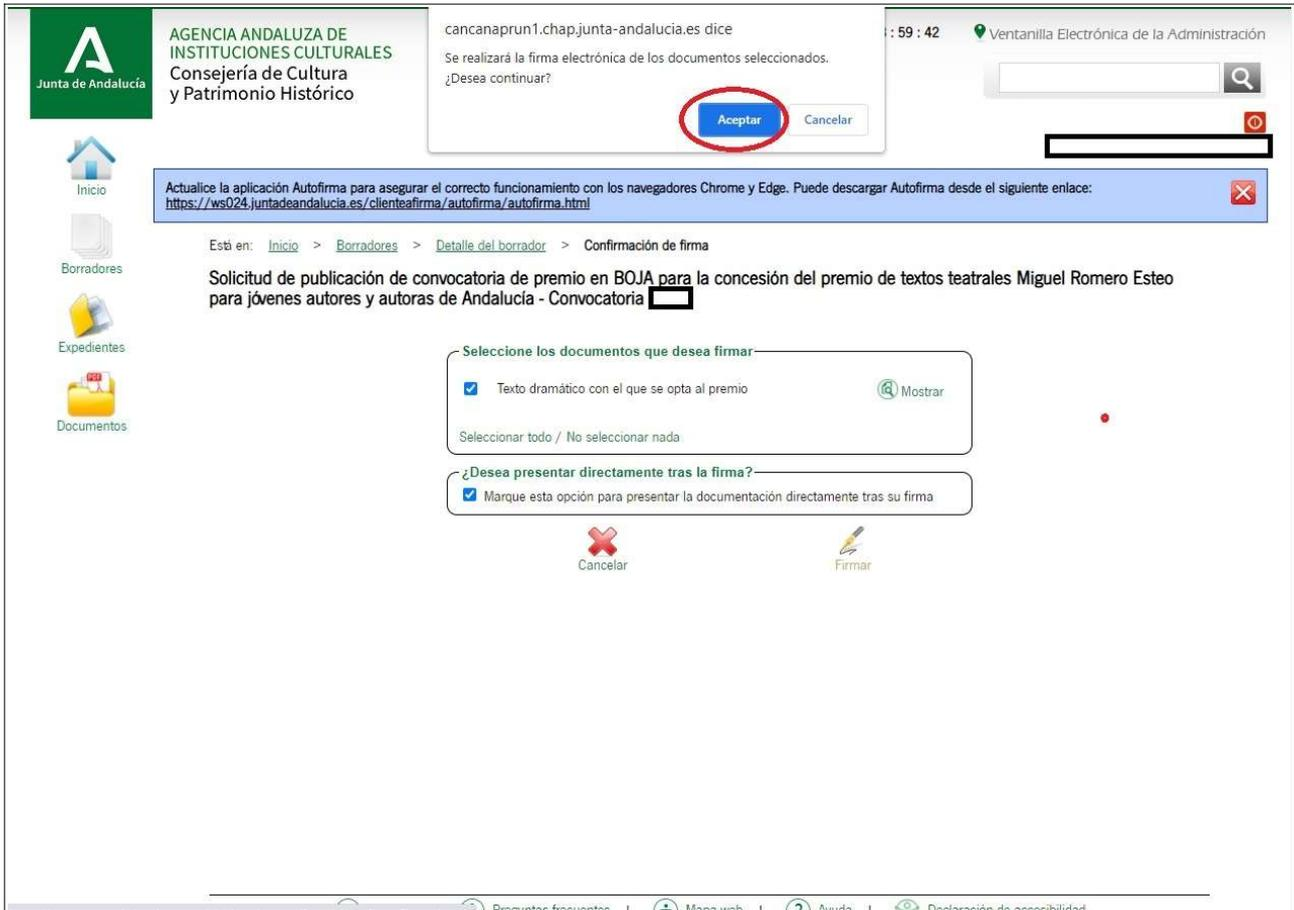 Junta de Andalucía
AGENCIA ANDALUZA DE
INSTITUCIONES CULTURALES
Consejería de Cultura
y Patrimonio Histórico
cancanaprun1.chap.junta-andalucia.es dice
Se realizará la firma electrónica de los documentos seleccionados.
¿Desea continuar?
Aceptar Cancelar
: 59 : 42
Ventanilla Electrónica de la Administración
Inicio
Borradores
Expedientes
Documentos
Actualice la aplicación Autofirma para asegurar el correcto funcionamiento con los navegadores Chrome y Edge. Puede descargar Autofirma desde el siguiente enlace:
https://ws024.juntadeandalucia.es/clienteafirma/autofirma/autofirma.html
Está en: Inicio > Borradores > Detalle del borrador > Confirmación de firma
Solicitud de publicación de convocatoria de premio en BOJA para la concesión del premio de textos teatrales Miguel Romero Esteo
para jóvenes autores y autoras de Andalucía - Convocatoria
Seleccione los documentos que desea firmar
Texto dramático con el que se opta al premio Mostrar
Seleccionar todo / No seleccionar nada
¿Desea presentar directamente tras la firma?
Marque esta opción para presentar la documentación directamente tras su firma
Cancelar Firmar
Preguntas frecuentes | Mapa web | Ayuda | Declaración de accesibilidad